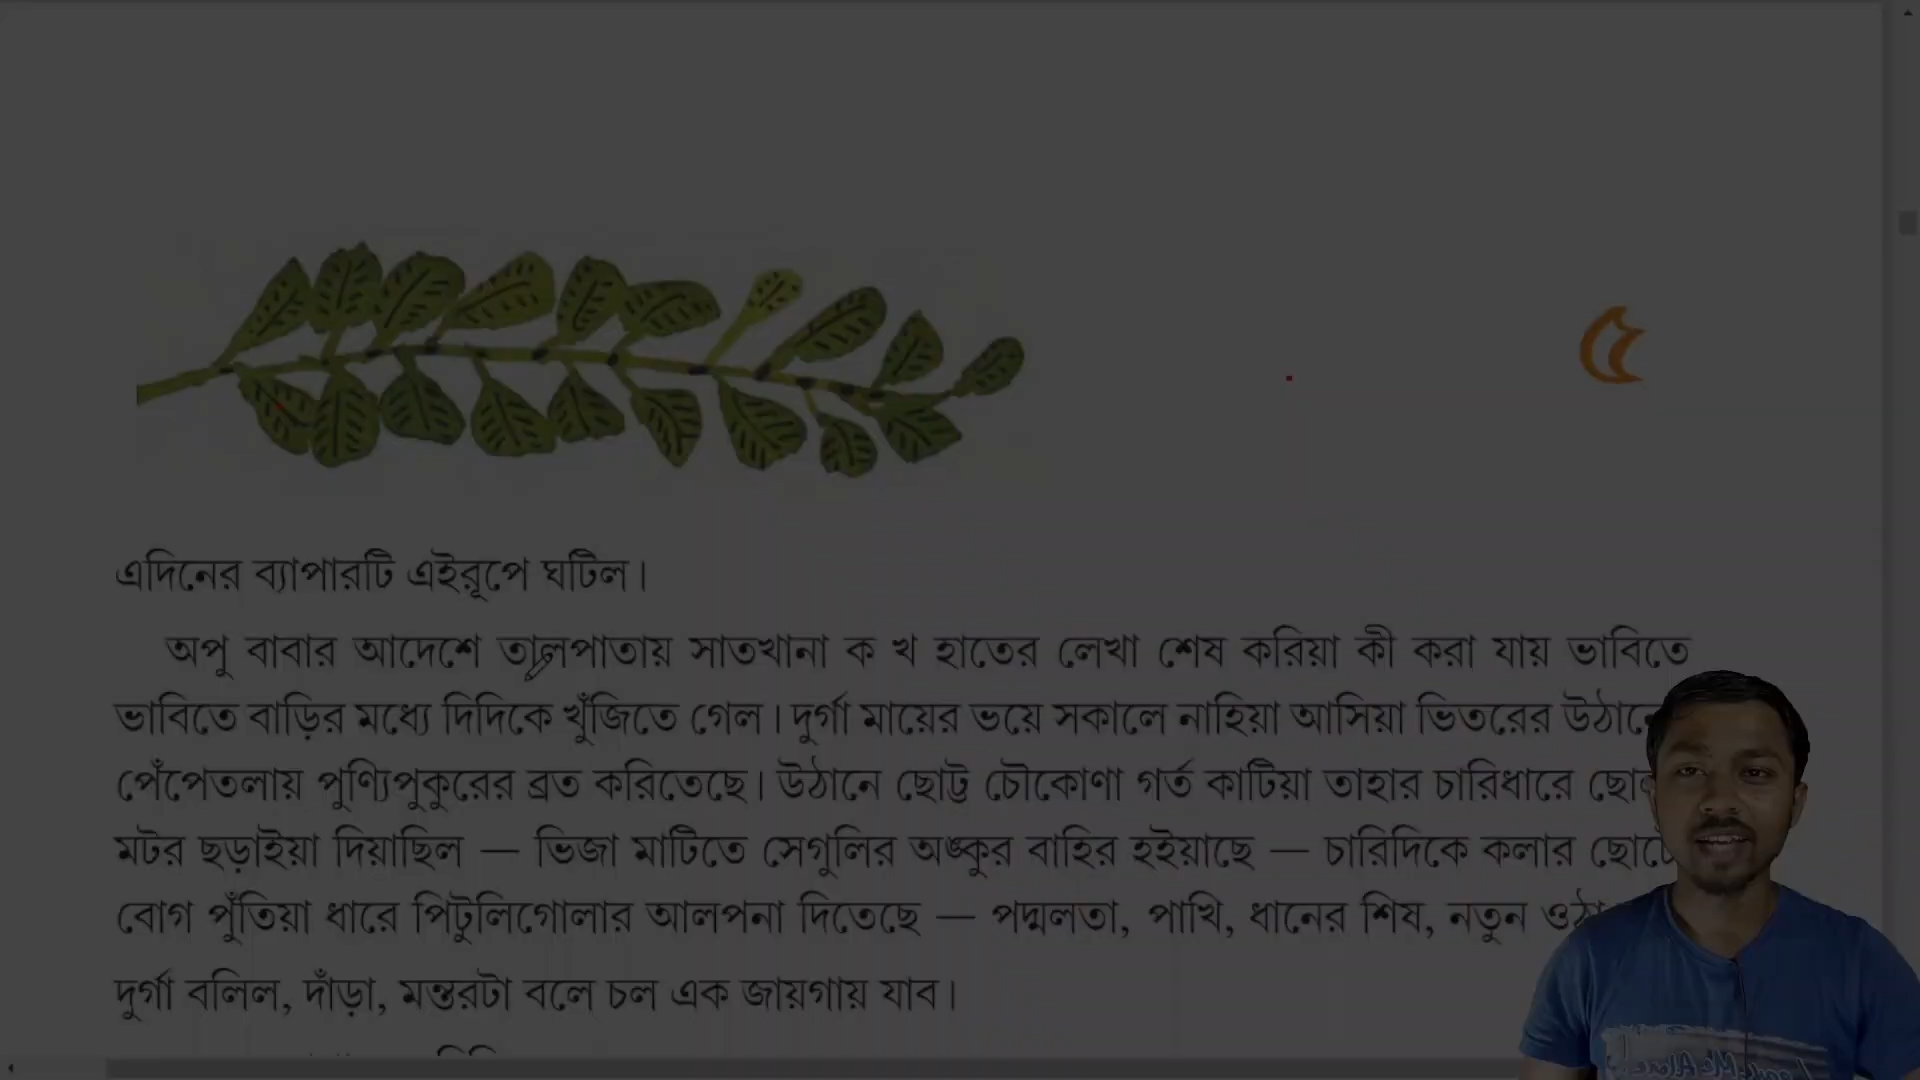 ৫
এদিনের ব্যাপারটি এইরূপে ঘটিল।
অপু বাবার আদেশে তালপাতায় সাতখানা ক খ হাতের লেখা শেষ করিয়া কী করা যায় ভাবিতে
ভাবিতে বাড়ির মধ্যে দিদিকে খুঁজিতে গেল। দুর্গা মায়ের ভয়ে সকালে নাহিয়া আসিয়া ভিতরের
পেঁপেতলায় পুণ্যিপুকুরের ব্রত করিতেছে। উঠানে ছোট্ট চৌকোণা গর্ত কাটিয়া তাহার চারিধারে
মটর ছড়াইয়া দিয়াছিল — ভিজা মাটিতে সেগুলির অঙ্কুর বাহির হইয়াছে — চারিদিকে কলার
বোগ পুঁতিয়া ধারে পিটুলিগোলার আলপনা দিতেছে — পদ্মলতা, পাখি, ধানের শিষ, নতুন
দুর্গা বলিল, দাঁড়া, মন্তরটা বলে চল এক জায়গায় যাব।